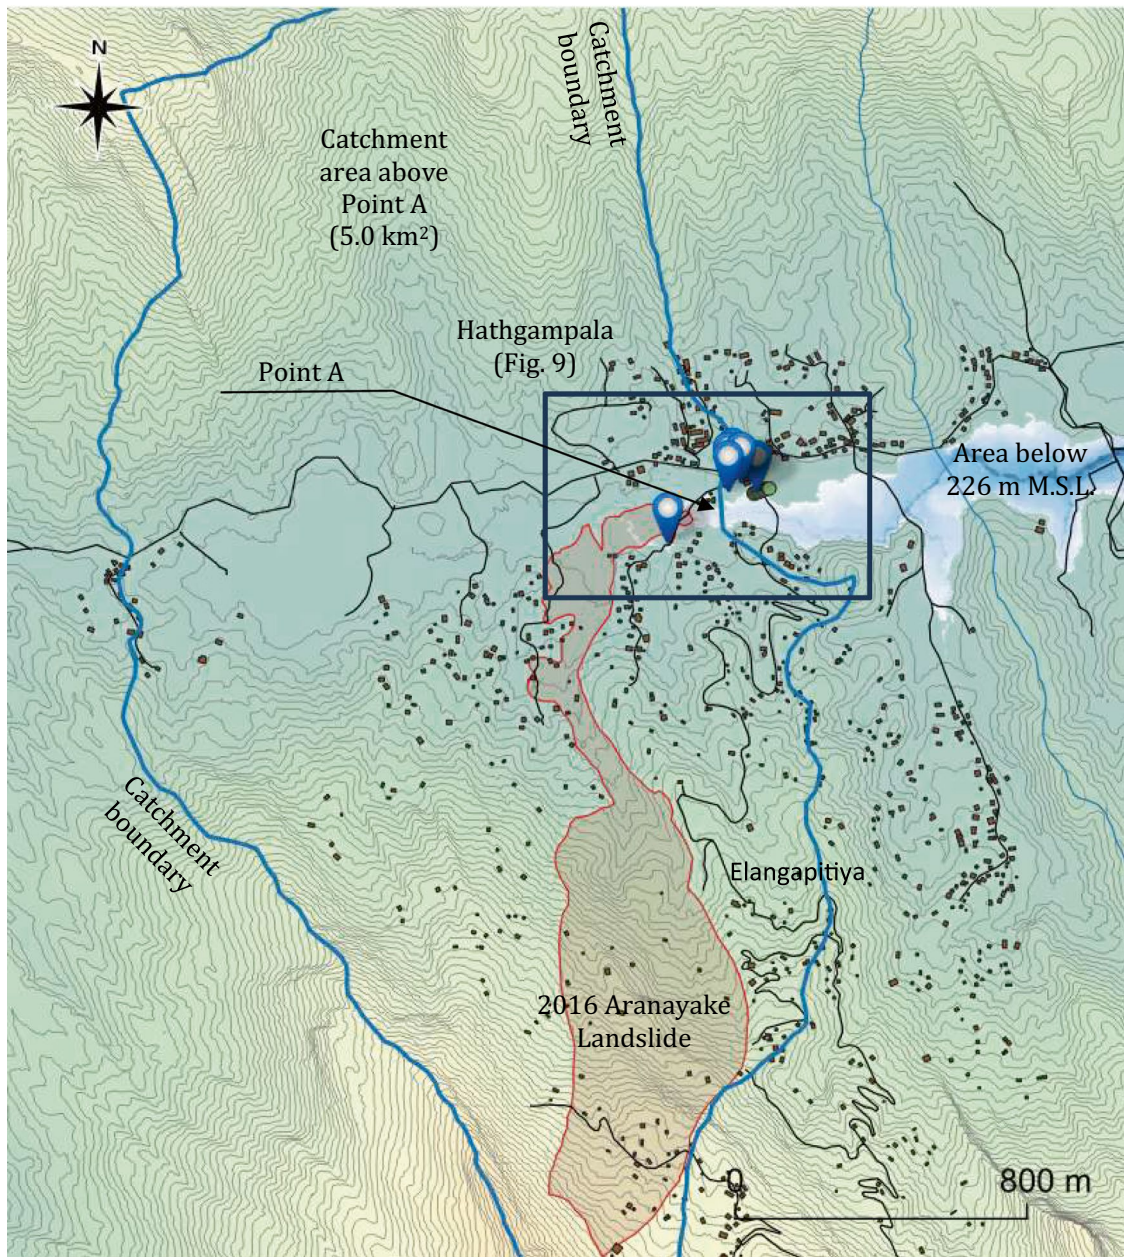 N
Catchment
boundary
Catchment
area above
Point A
(5.0 km²)
Hathgampala
(Fig. 9)
Point A
Area below
226 m M.S.L.
Catchment
boundary
Elangapitiya
2016 Aranayake
Landslide
0
800 m